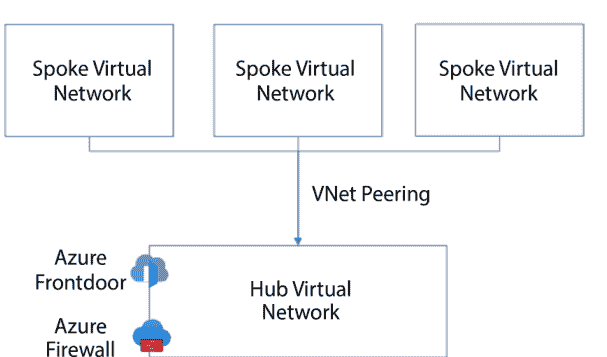 Spoke Virtual
Network
Spoke Virtual
Network
Spoke Virtual
Network
VNet Peering
Azure
Frontdoor
Hub Virtual
Network
Azure
Firewall